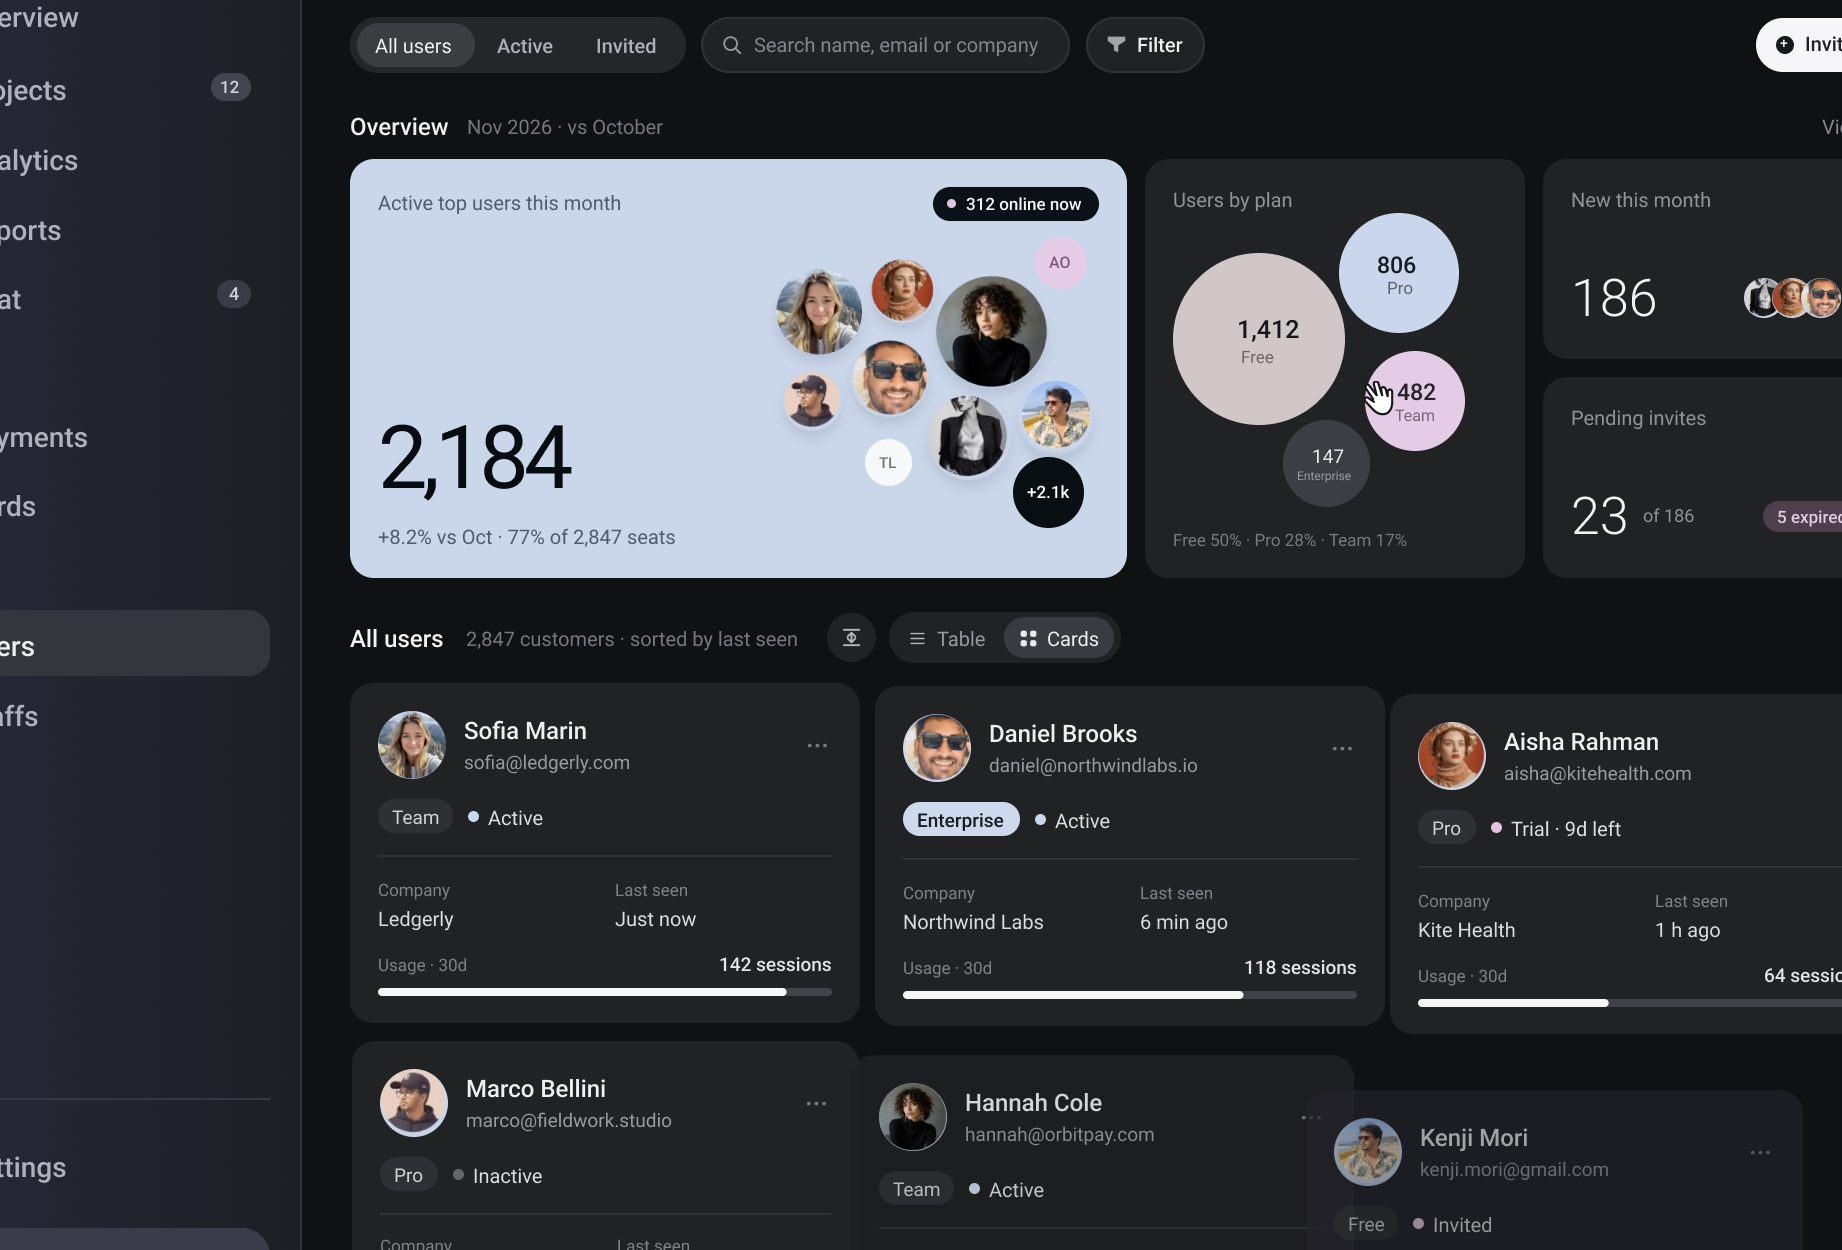 erview
ojects
12
alytics
ports
at
4
yments
rds
ers
affs
ttings
All users
Active
Invited
Search name, email or company
Filter
Invit
Overview
Nov 2026 · vs October
Vi
Active top users this month
312 online now
AO
TL
+2.1k
2,184
+8.2% vs Oct · 77% of 2,847 seats
Users by plan
806
Pro
1,412
Free
482
Team
147
Enterprise
Free 50% · Pro 28% · Team 17%
New this month
186
Pending invites
23 of 186
5 expired
All users
2,847 customers · sorted by last seen
Table
Cards
Sofia Marin
sofia@ledgerly.com
Team
Active
Company
Last seen
Ledgerly
Just now
Usage · 30d
142 sessions
Daniel Brooks
daniel@northwindlabs.io
Enterprise
Active
Company
Last seen
Northwind Labs
6 min ago
Usage · 30d
118 sessions
Aisha Rahman
aisha@kitehealth.com
Pro
Trial · 9d left
Company
Last seen
Kite Health
1 h ago
Usage · 30d
64 sessio
Marco Bellini
marco@fieldwork.studio
Pro
Inactive
Company
Last seen
Hannah Cole
hannah@orbitpay.com
Team
Active
Kenji Mori
kenji.mori@gmail.com
Free
Invited